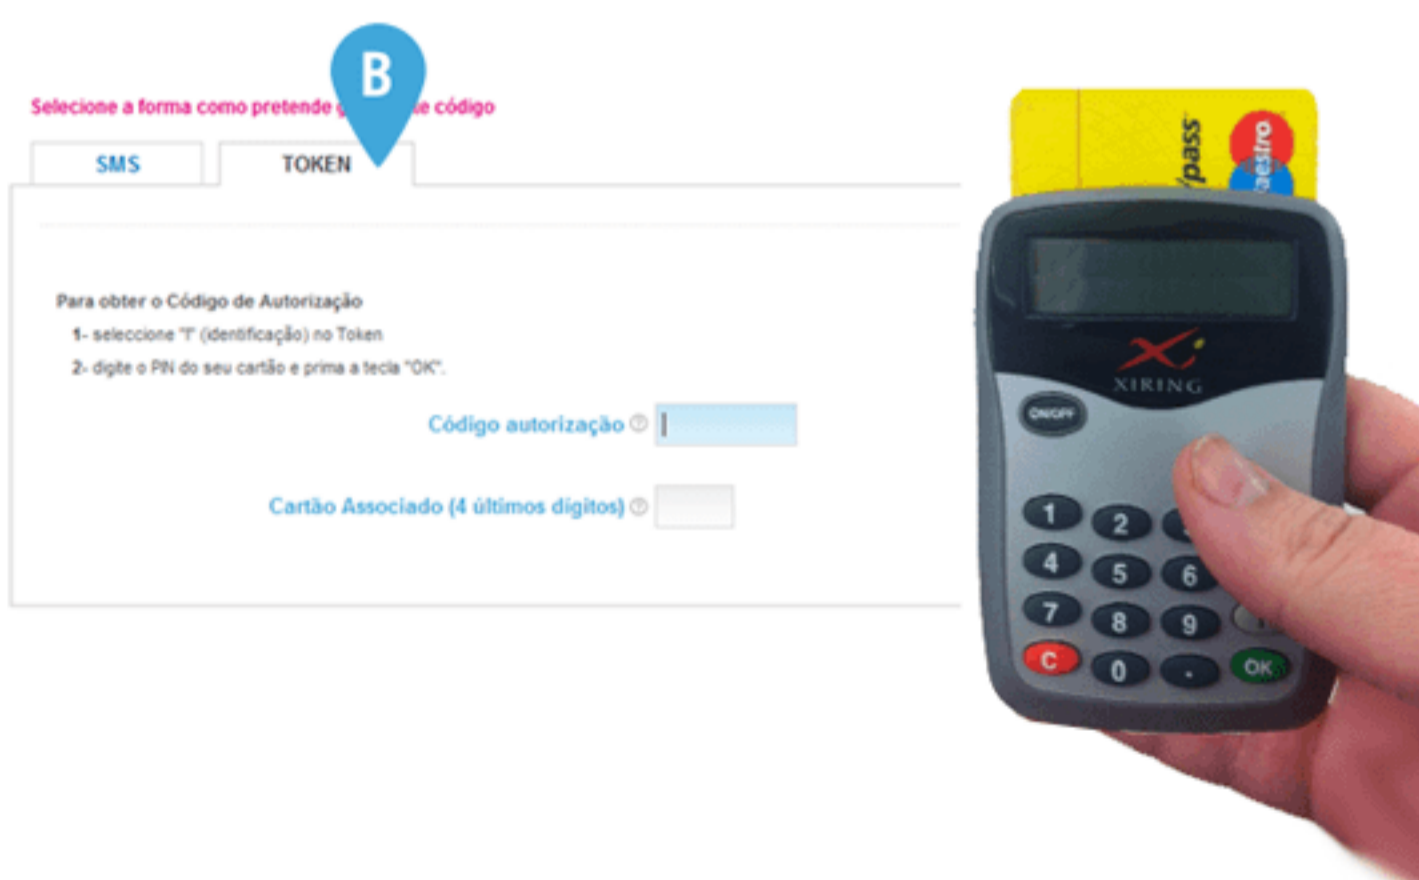 B
Selecione a forma como pretende código
SMS
TOKEN
Para obter o Código de Autorização
1- seleccione "I" (identificação) no Token
2- digite o PIN do seu cartão e prima a tecla "OK".
Código autorização ?
Cartão Associado (4 últimos digitos) ?
pass
aestro
XIRING
ON/OFF
1 2
4 5 6
7 8 9
C 0 . OK